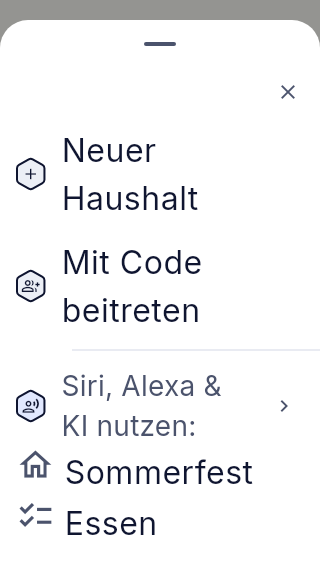 Neuer
Haushalt
Mit Code
beitreten
Siri, Alexa &
KI nutzen:
Sommerfest
Essen